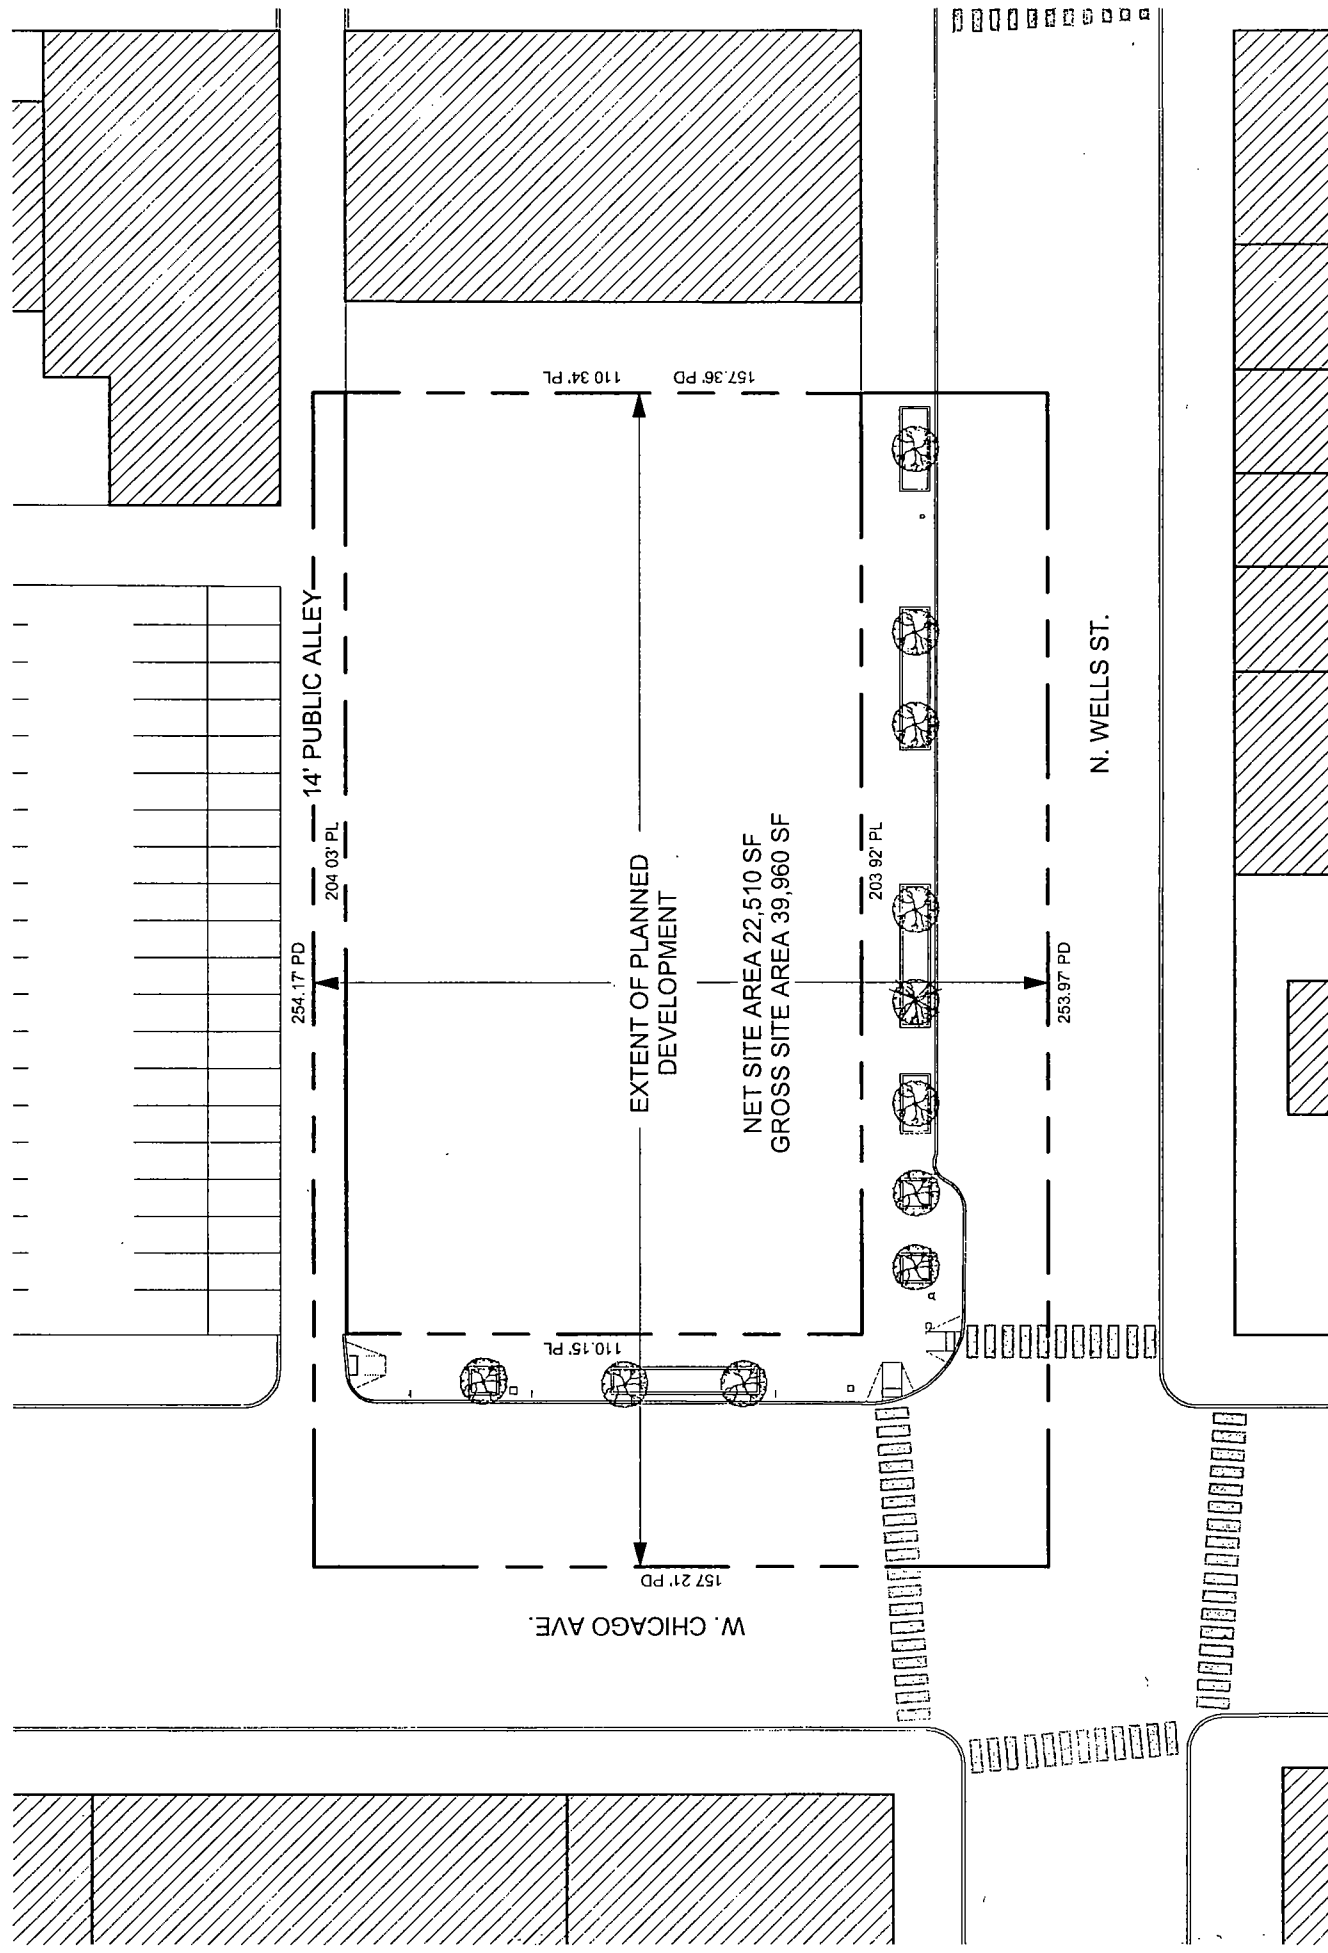 110 34' PL
157.36' PD
14' PUBLIC ALLEY
254.17' PD
204 03' PL
EXTENT OF PLANNED
DEVELOPMENT
NET SITE AREA 22,510 SF
GROSS SITE AREA 39,960 SF
203 92' PL
253.97' PD
N. WELLS ST.
110.15' PL
157 21' PD
W. CHICAGO AVE.